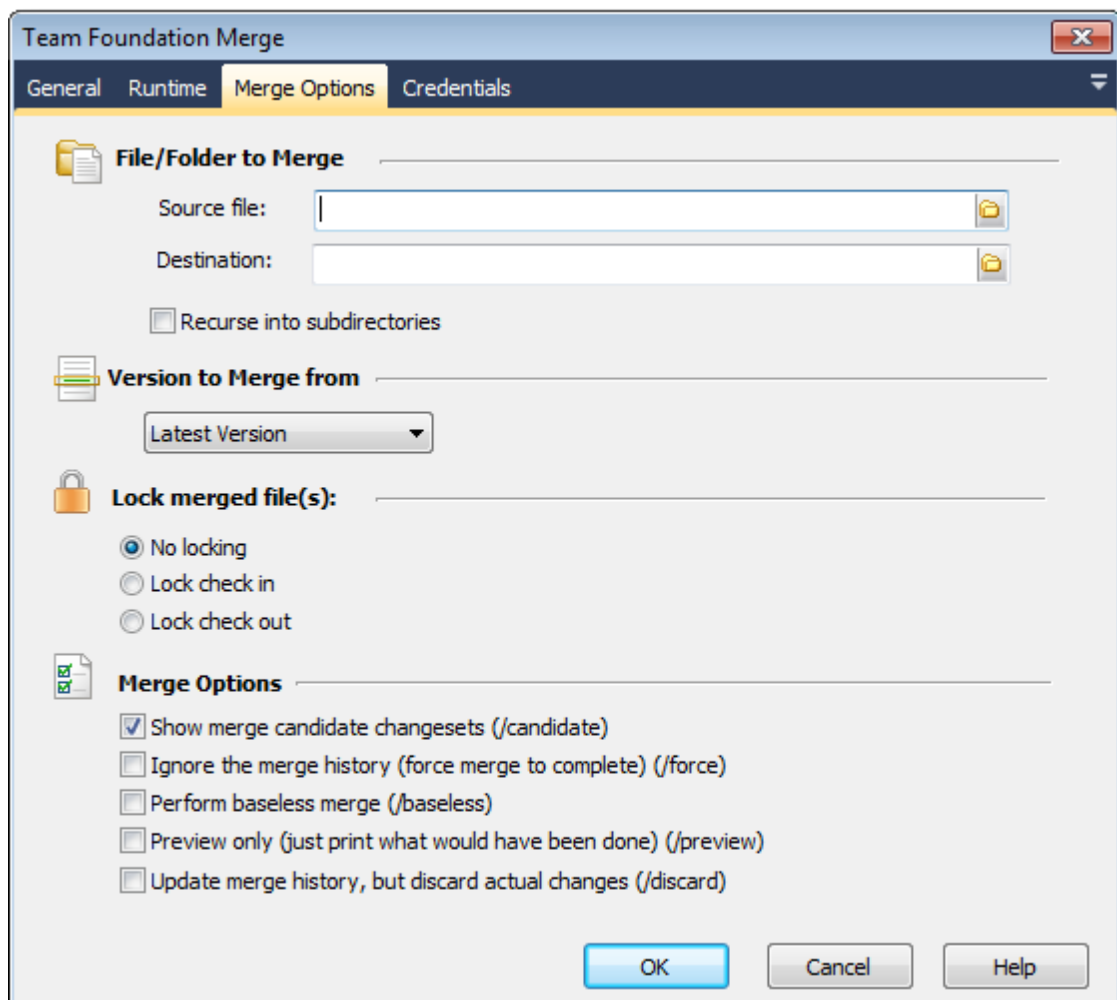 Team Foundation Merge
General Runtime Merge Options Credentials
File/Folder to Merge
Source file:
Destination:
Recurse into subdirectories
Version to Merge from
Latest Version
Lock merged file(s):
No locking
Lock check in
Lock check out
Merge Options
Show merge candidate changesets (/candidate)
Ignore the merge history (force merge to complete) (/force)
Perform baseless merge (/baseless)
Preview only (just print what would have been done) (/preview)
Update merge history, but discard actual changes (/discard)
OK Cancel Help